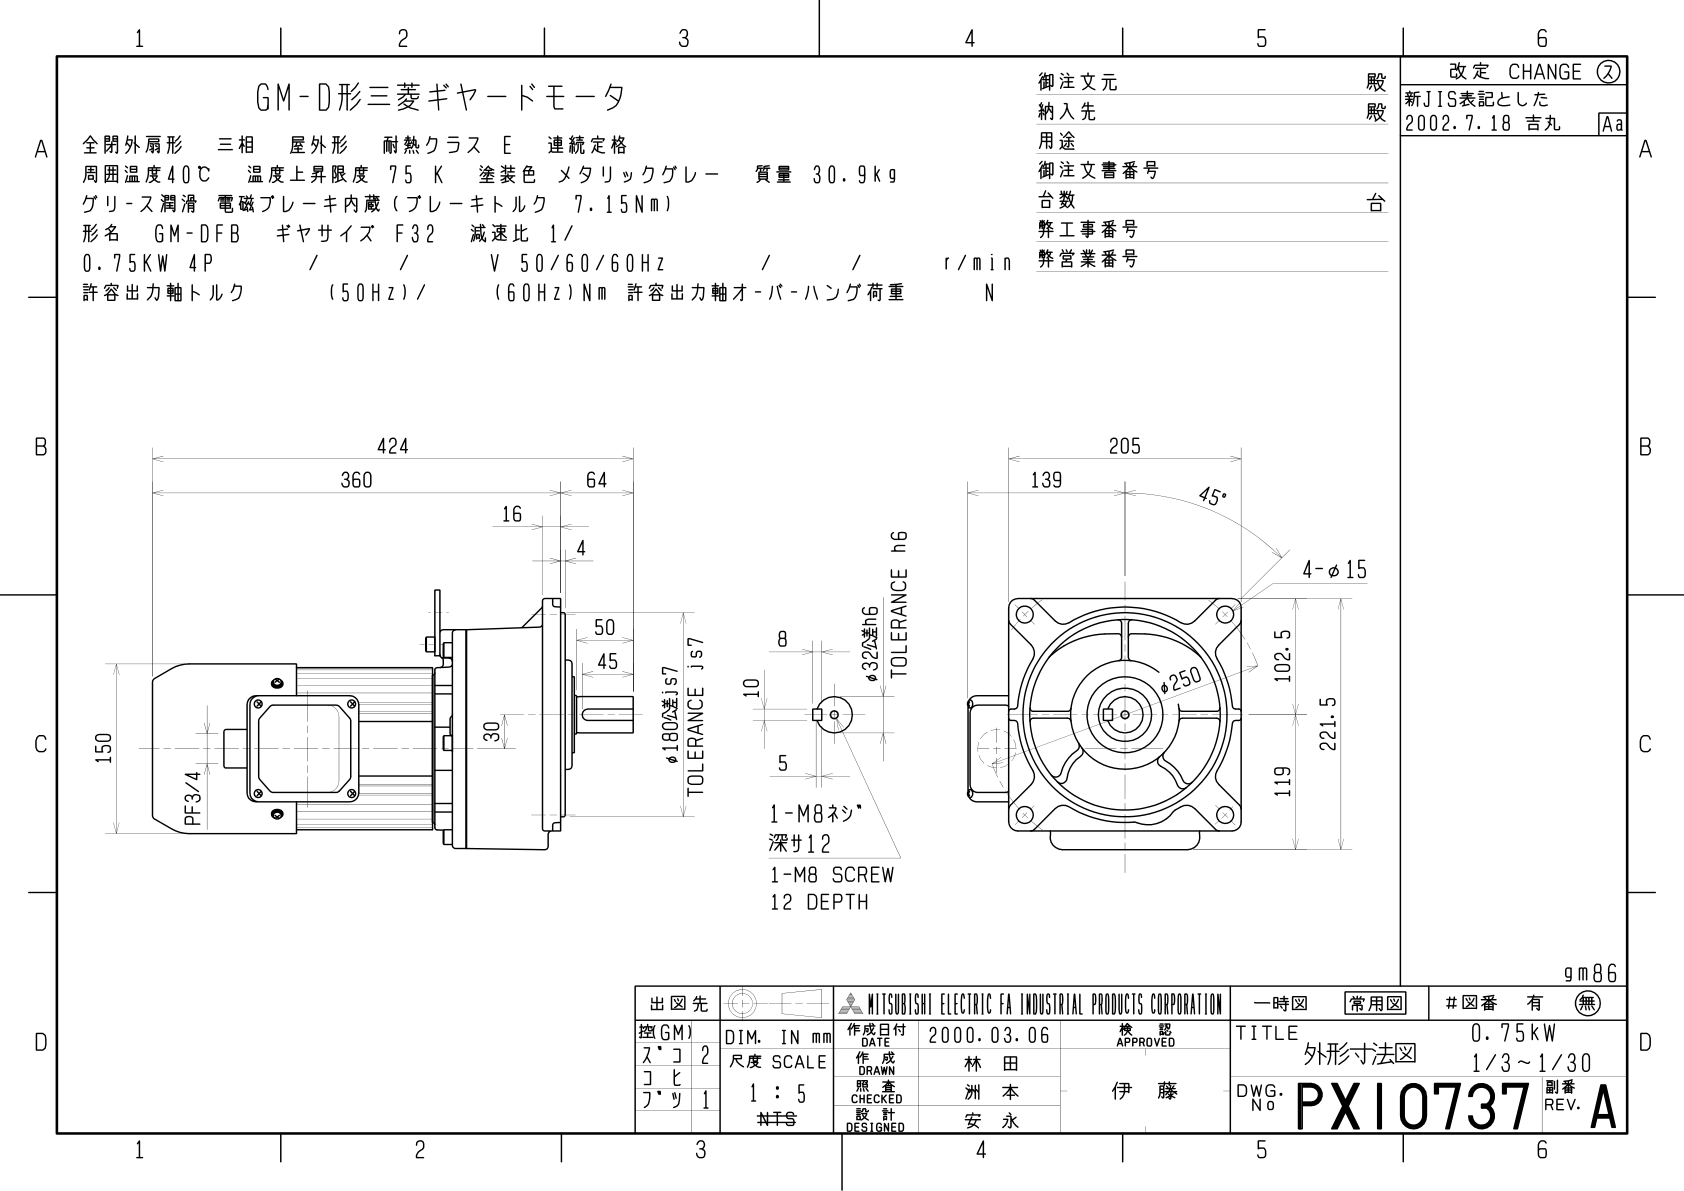 1 2 3 4 5 6
GM-D形三菱ギヤードモータ
全閉外扇形 三相 屋外形 耐熱クラス E 連続定格
周囲温度40℃ 温度上昇限度 75 K 塗装色 メタリックグレー 質量 30.9kg
グリース潤滑 電磁ブレーキ内蔵(ブレーキトルク 7.15Nm)
形名 GM-DFB ギヤサイズ F32 減速比 1/
0.75KW 4P / / V 50/60/60Hz / / r/min
許容出力軸トルク (50Hz)/ (60Hz)Nm 許容出力軸オーバーハング荷重 N
御注文元 殿
納入先 殿
用途
御注文書番号
台数 台
弊工事番号
弊営業番号
改定 CHANGE ス
新JIS表記とした
2002.7.18 吉丸 Aa
A A
B B
C C
D D
424
360 64
16
4
50
45
30
150
PF3/4
φ180公差js7
TOLERANCE js7
8
10
5
φ32公差h6
TOLERANCE h6
1-M8ネジ
深サ12
1-M8 SCREW
12 DEPTH
205
139
45°
4-φ15
φ250
102.5
119
221.5
gm86
出図先
控(GM)
ズコ 2
コヒ
ブツ 1
DIM. IN mm
尺度 SCALE
1 : 5
NTS
MITSUBISHI ELECTRIC FA INDUSTRIAL PRODUCTS CORPORATION
作成日付 DATE 2000.03.06
作成 DRAWN 林田
照査 CHECKED 洲本
設計 DESIGNED 安永
検認 APPROVED
伊藤
一時図 常用図 #図番 有 無
TITLE 外形寸法図
0.75kW
1/3~1/30
DWG. No PX10737
副番 REV. A
1 2 3 4 5 6